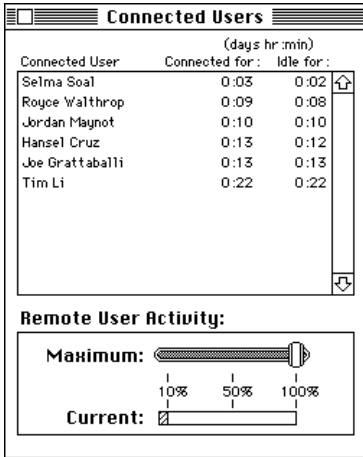 Connected Users
(days hr:min)
Connected User Connected for: Idle for:
Selma Soal 0:03 0:02
Royce Walthrop 0:09 0:08
Jordan Maynot 0:10 0:10
Hansel Cruz 0:13 0:12
Joe Grattaballi 0:13 0:13
Tim Li 0:22 0:22
Remote User Activity:
Maximum:
10% 50% 100%
Current: